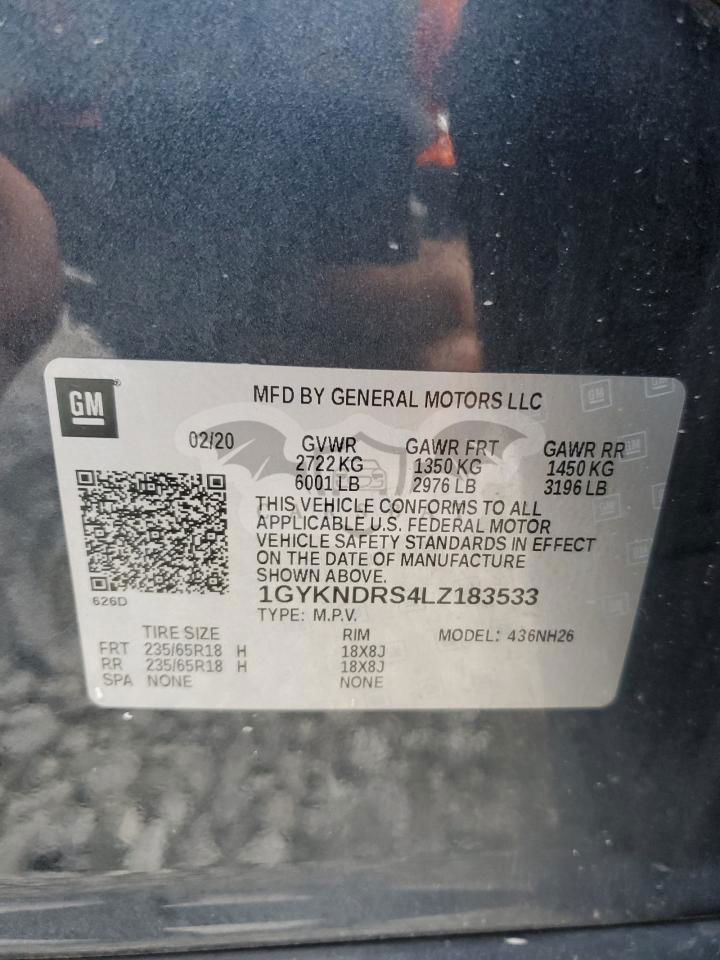 GM
MFD BY GENERAL MOTORS LLC
02/20 GVWR GAWR FRT GAWR RR
2722 KG 1350 KG 1450 KG
6001 LB 2976 LB 3196 LB
THIS VEHICLE CONFORMS TO ALL
APPLICABLE U.S. FEDERAL MOTOR
VEHICLE SAFETY STANDARDS IN EFFECT
ON THE DATE OF MANUFACTURE
SHOWN ABOVE.
626D
1GYKNDRS4LZ183533
TYPE: M.P.V.
TIRE SIZE RIM MODEL: 436NH26
FRT 235/65R18 H 18X8J
RR 235/65R18 H 18X8J
SPA NONE NONE